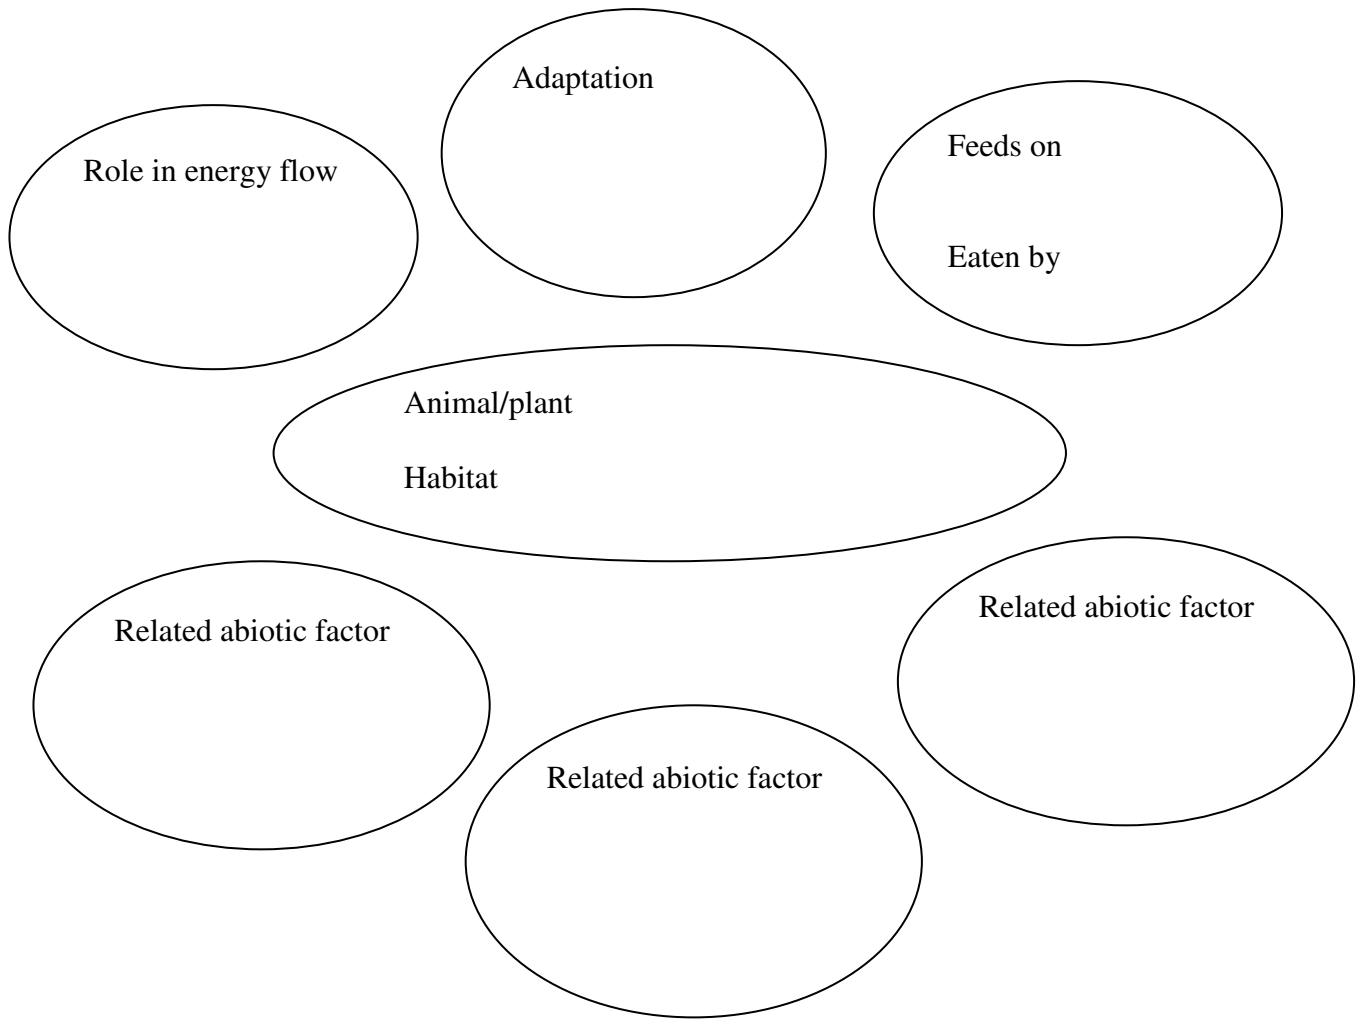 Adaptation
Role in energy flow
Feeds on
Eaten by
Animal/plant
Habitat
Related abiotic factor
Related abiotic factor
Related abiotic factor